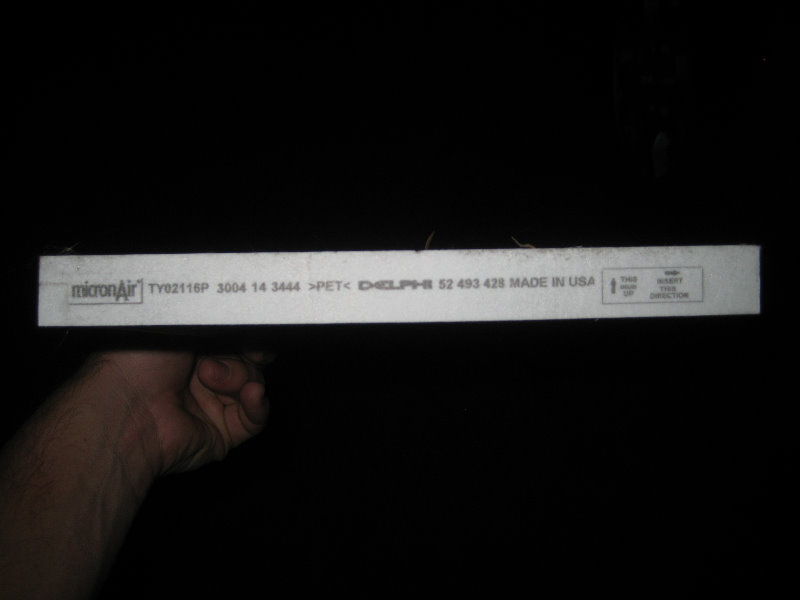 micronAir TY02116P 3004 14 3444 >PET< DELPHI 52 493 428 MADE IN USA
THIS
SIDE
UP
INSERT
THIS
DIRECTION